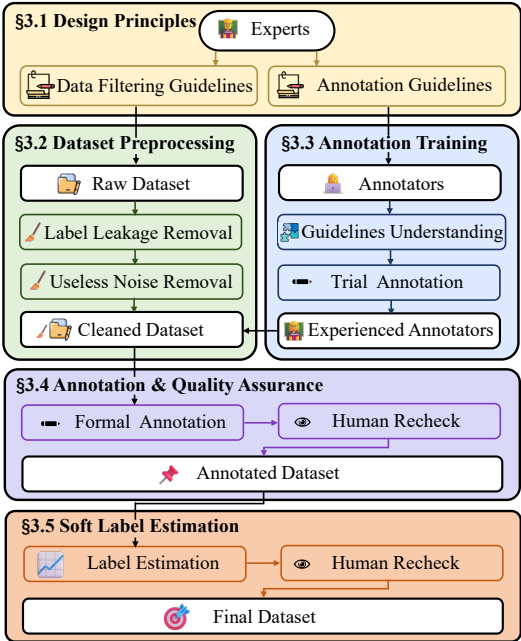 §3.1 Design Principles
Experts
Data Filtering Guidelines
Annotation Guidelines
§3.2 Dataset Preprocessing
Raw Dataset
Label Leakage Removal
Useless Noise Removal
Cleaned Dataset
§3.3 Annotation Training
Annotators
Guidelines Understanding
Trial Annotation
Experienced Annotators
§3.4 Annotation & Quality Assurance
Formal Annotation
Human Recheck
Annotated Dataset
§3.5 Soft Label Estimation
Label Estimation
Human Recheck
Final Dataset